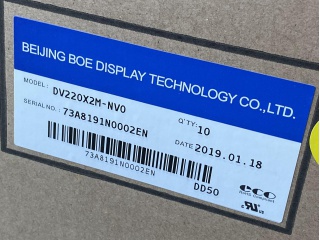 BEIJING BOE DISPLAY TECHNOLOGY CO.,LTD.
MODEL: DV220X2M-NV0 Q'TY: 10
SERIAL NO.: 73A8191N0002EN DATE 2019.01.18
73A8191N0002EN
DD50
eco